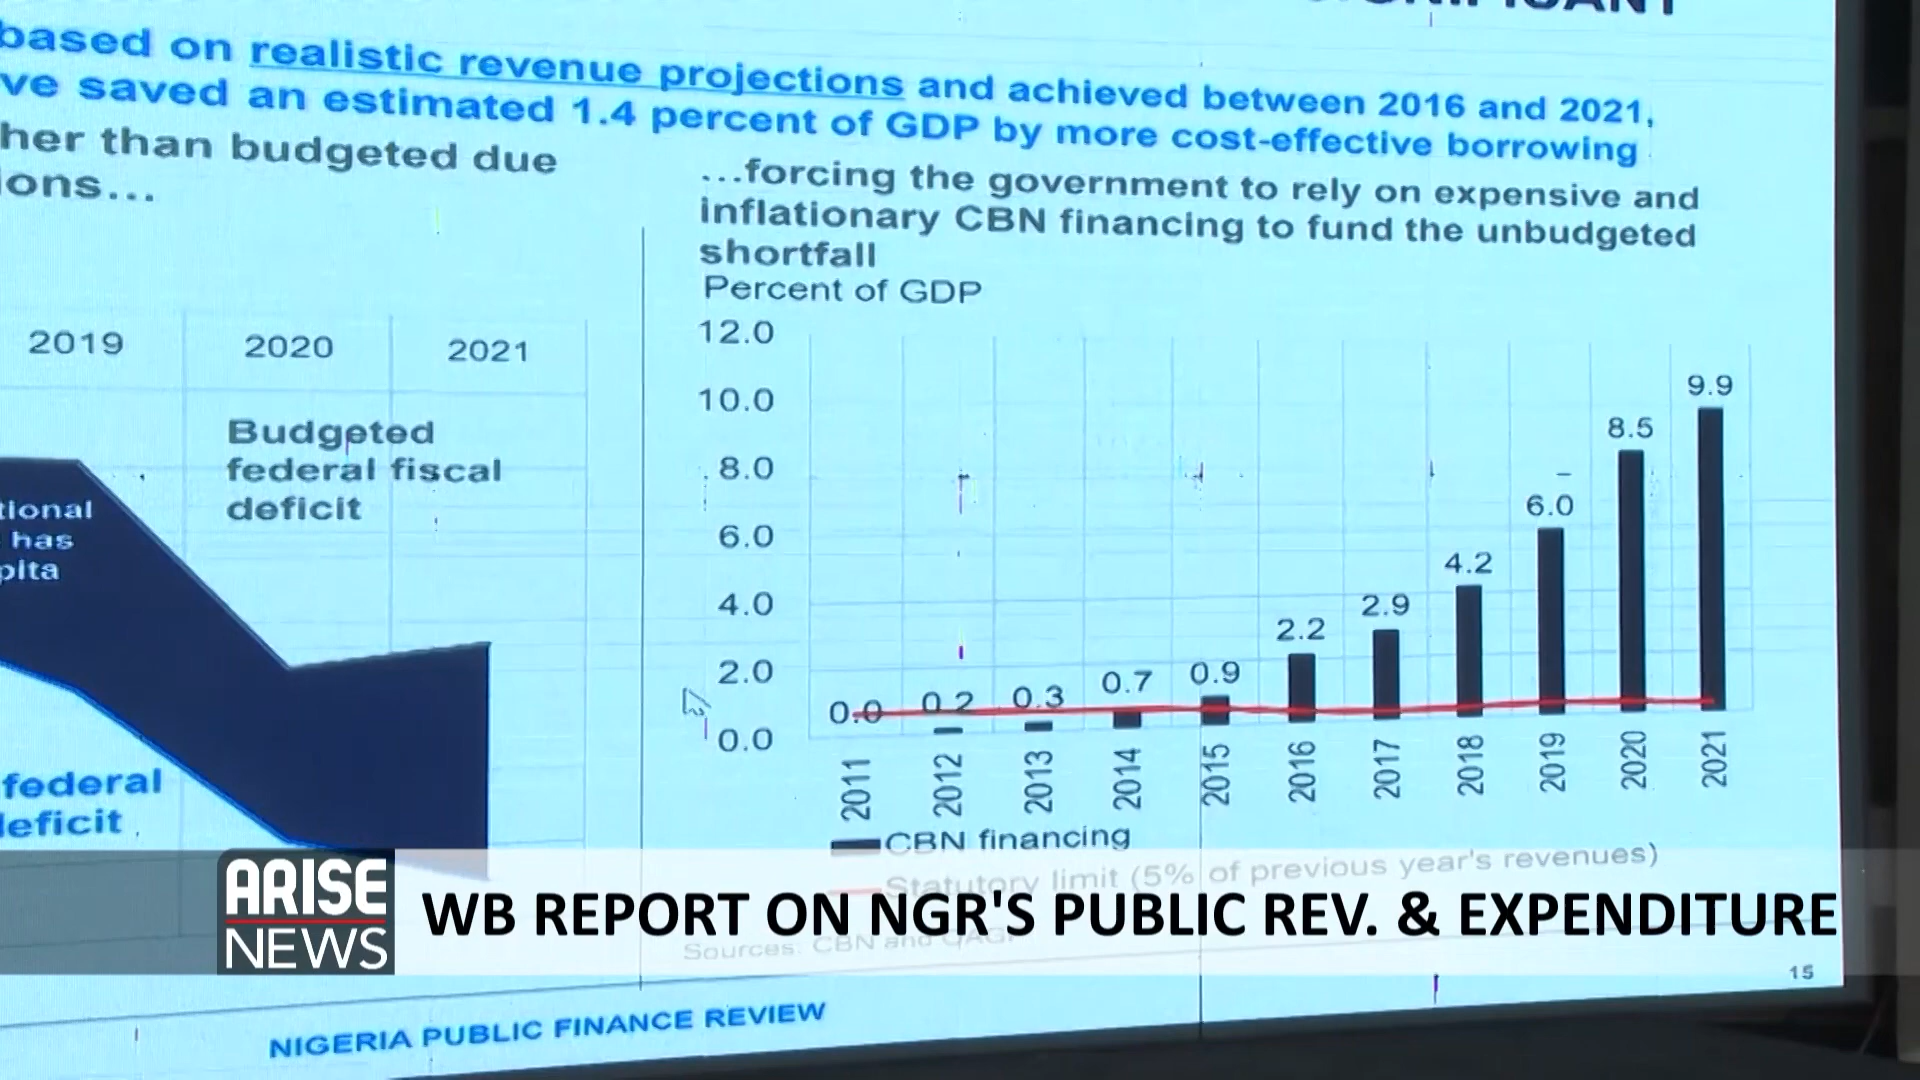 based on realistic revenue projections and achieved between 2016 and 2021,
ve saved an estimated 1.4 percent of GDP by more cost-effective borrowing
her than budgeted due
ions...
2019 2020 2021
Budgeted
federal fiscal
deficit
tional
has
pita
federal
deficit
...forcing the government to rely on expensive and
inflationary CBN financing to fund the unbudgeted
shortfall
Percent of GDP
12.0
10.0
8.0
6.0
4.0
2.0
0.0
0.0 0.2 0.3 0.7 0.9 2.2 2.9 4.2 6.0 8.5 9.9
2011 2012 2013 2014 2015 2016 2017 2018 2019 2020 2021
CBN financing
Statutory limit (5% of previous year's revenues)
ARISE
NEWS
WB REPORT ON NGR'S PUBLIC REV. & EXPENDITURE
Sources: CBN and
15
NIGERIA PUBLIC FINANCE REVIEW